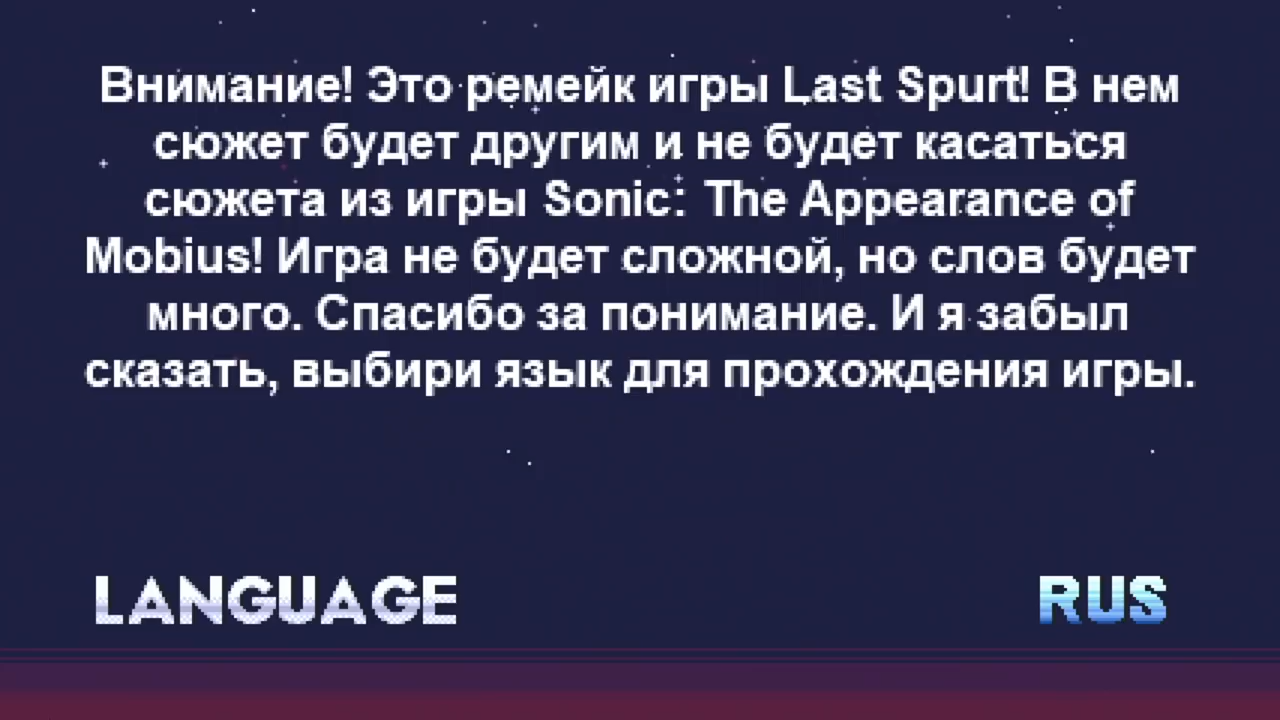 Внимание! Это ремейк игры Last Spurt! В нем
сюжет будет другим и не будет касаться
сюжета из игры Sonic: The Appearance of
Mobius! Игра не будет сложной, но слов будет
много. Спасибо за понимание. И я забыл
сказать, выбири язык для прохождения игры.
LANGUAGE RUS